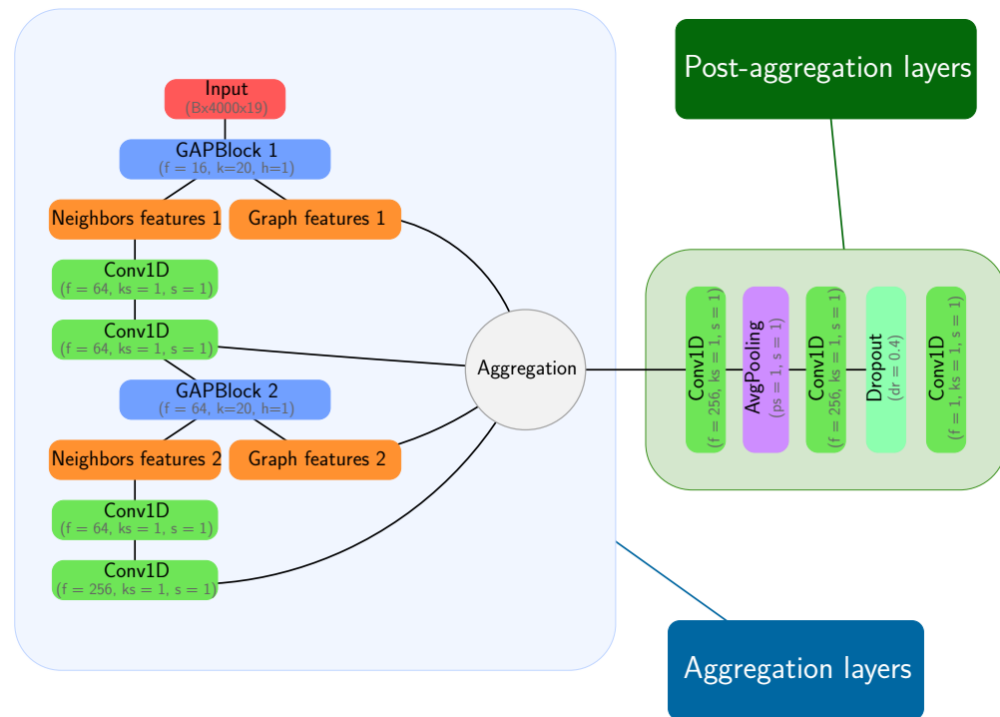 Input
(Bx4000x19)
GAPBlock 1
(f = 16, k=20, h=1)
Neighbors features 1
Graph features 1
Conv1D
(f = 64, ks = 1, s = 1)
Conv1D
(f = 64, ks = 1, s = 1)
GAPBlock 2
(f = 64, k=20, h=1)
Neighbors features 2
Graph features 2
Conv1D
(f = 64, ks = 1, s = 1)
Conv1D
(f = 256, ks = 1, s = 1)
Aggregation
Post-aggregation layers
Conv1D
(f = 256, ks = 1, s = 1)
AvgPooling
(ps = 1, s = 1)
Conv1D
(f = 256, ks = 1, s = 1)
Dropout
(dr = 0.4)
Conv1D
(f = 1, ks = 1, s = 1)
Aggregation layers